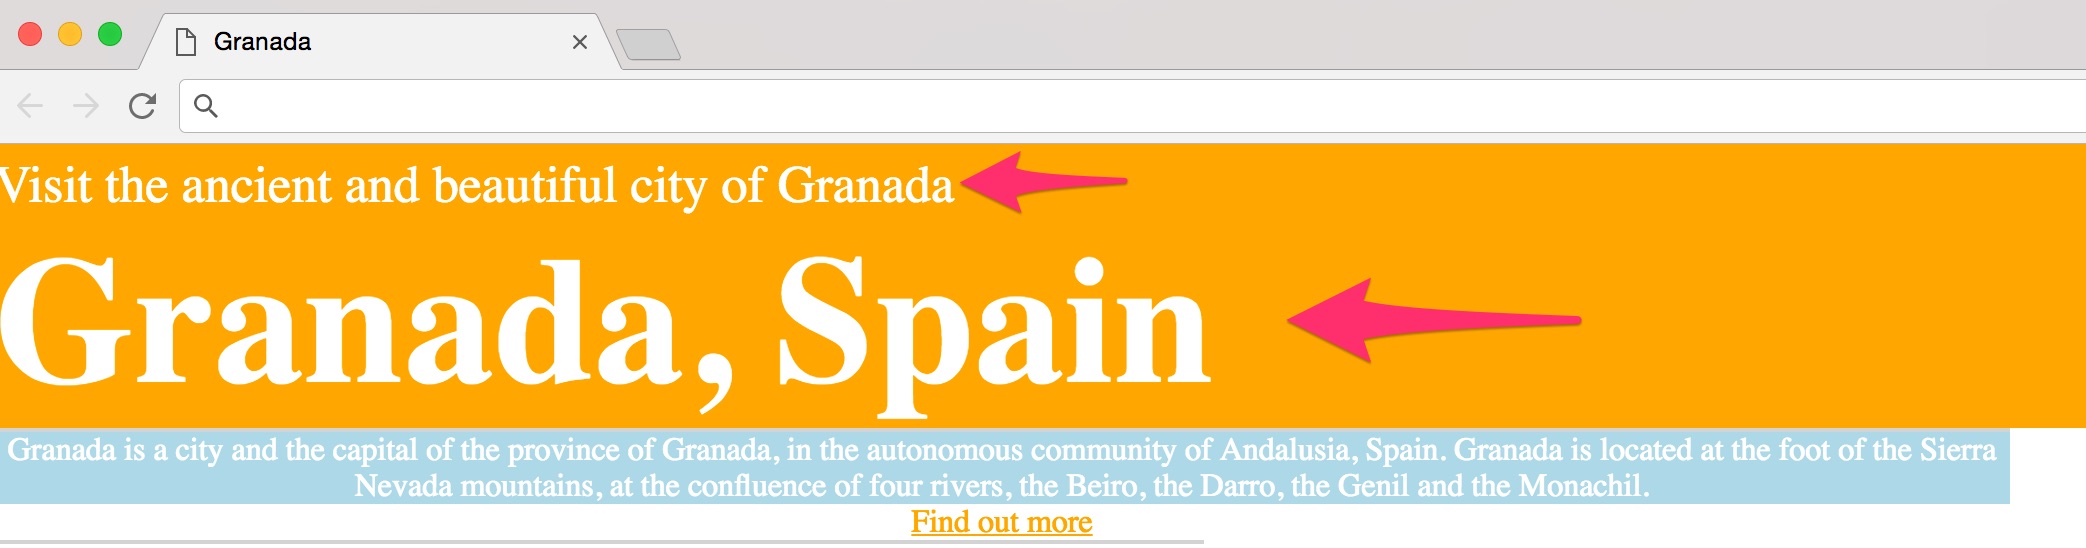 Granada
Visit the ancient and beautiful city of Granada
Granada, Spain
Granada is a city and the capital of the province of Granada, in the autonomous community of Andalusia, Spain. Granada is located at the foot of the Sierra
Nevada mountains, at the confluence of four rivers, the Beiro, the Darro, the Genil and the Monachil.
Find out more